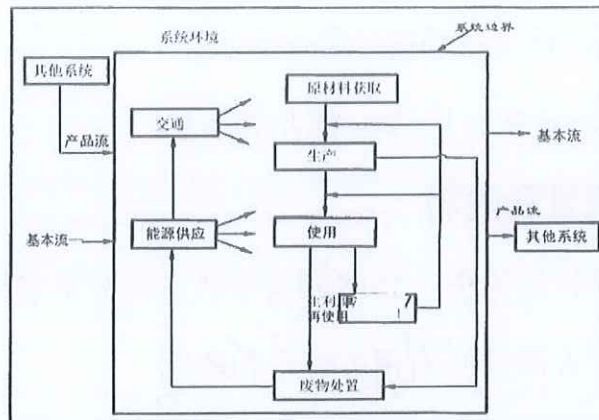 系统环境
系统边界
其他系统
原材料获取
产品流
交通
基本流
生产
产品流
能源供应
使用
基本流
其他系统
再使用
废物处置